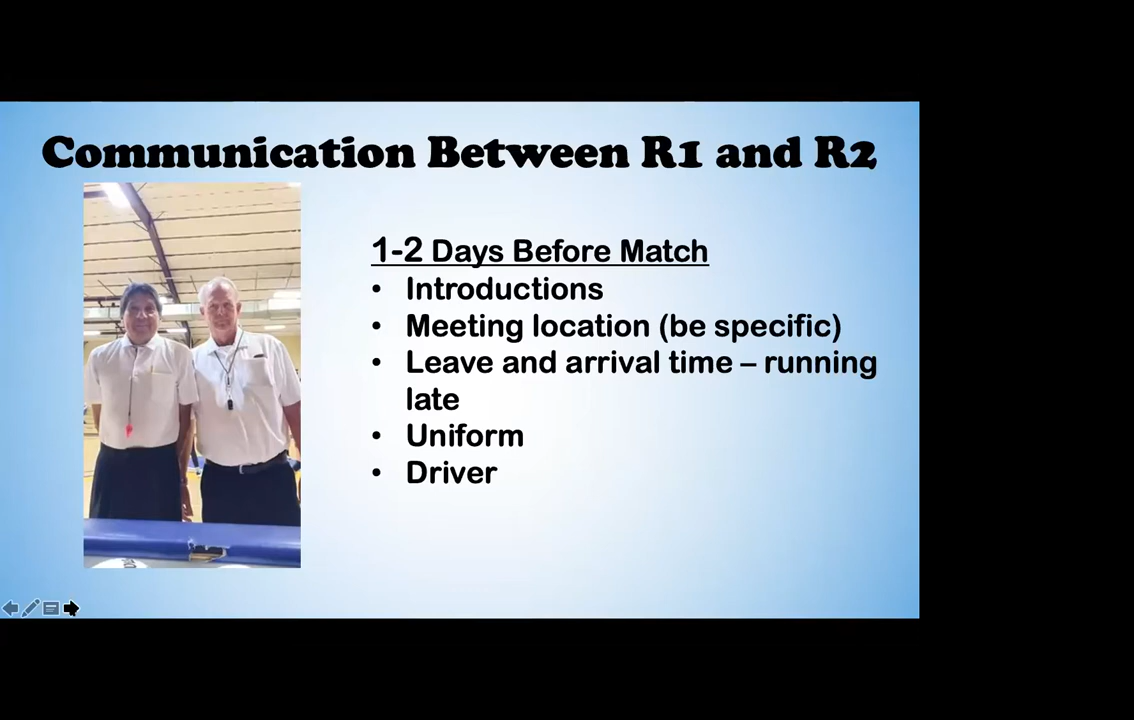 Communication Between R1 and R2
1-2 Days Before Match
• Introductions
• Meeting location (be specific)
• Leave and arrival time – running
late
• Uniform
• Driver